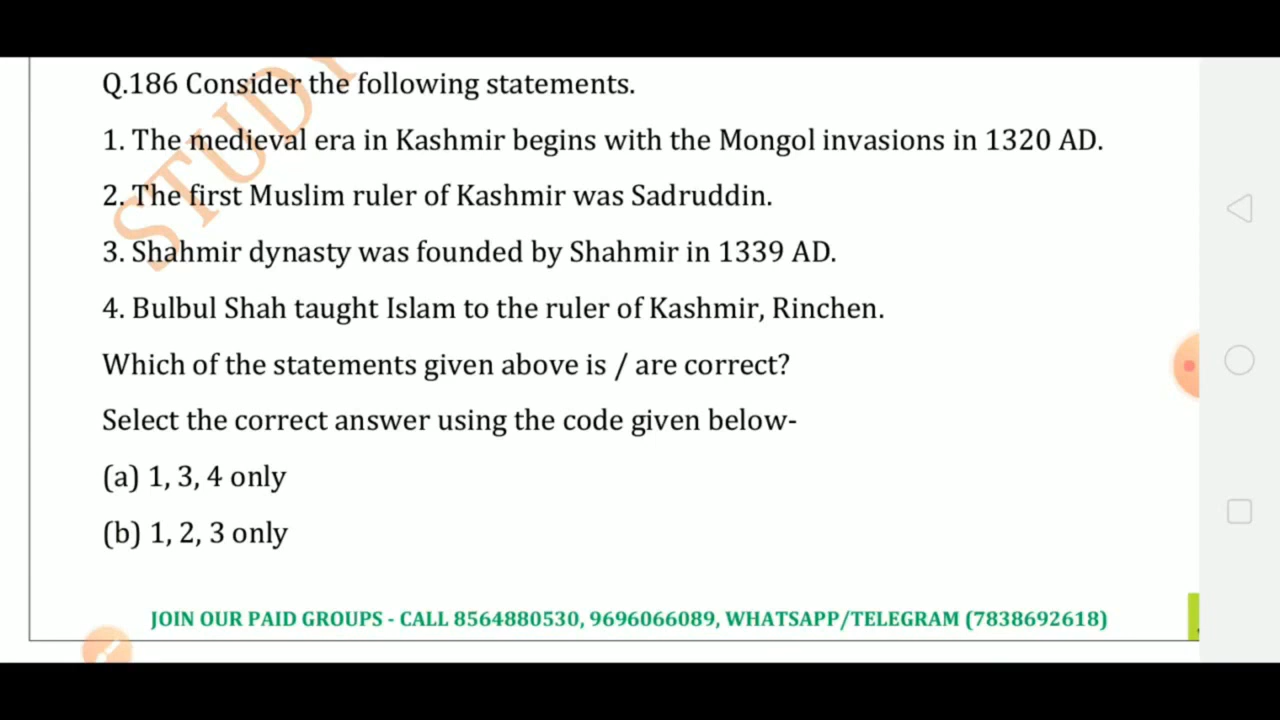 Q.186 Consider the following statements.
1. The medieval era in Kashmir begins with the Mongol invasions in 1320 AD.
2. The first Muslim ruler of Kashmir was Sadruddin.
3. Shahmir dynasty was founded by Shahmir in 1339 AD.
4. Bulbul Shah taught Islam to the ruler of Kashmir, Rinchen.
Which of the statements given above is / are correct?
Select the correct answer using the code given below-
(a) 1, 3, 4 only
(b) 1, 2, 3 only
JOIN OUR PAID GROUPS - CALL 8564880530, 9696066089, WHATSAPP/TELEGRAM (7838692618)
STUDY